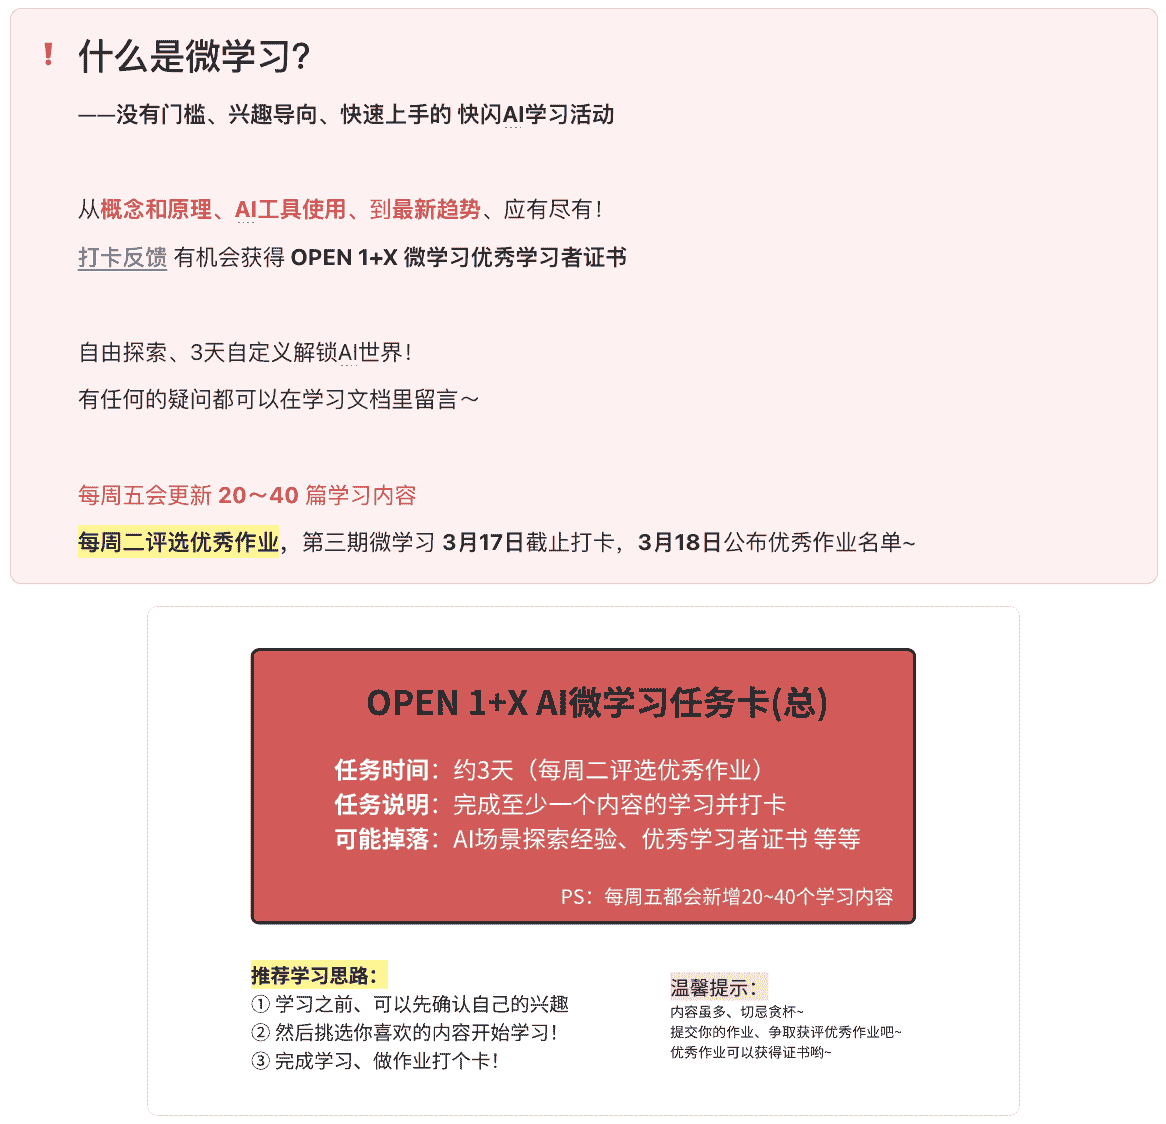 ❗ 什么是微学习?
——没有门槛、兴趣导向、快速上手的 快闪AI学习活动
从概念和原理、AI工具使用、到最新趋势、应有尽有！
打卡反馈 有机会获得 OPEN 1+X 微学习优秀学习者证书
自由探索、3天自定义解锁AI世界！
有任何的疑问都可以在学习文档里留言～
每周五会更新 20～40 篇学习内容
每周二评选优秀作业，第三期微学习 3月17日截止打卡，3月18日公布优秀作业名单~
OPEN 1+X AI微学习任务卡(总)
任务时间：约3天（每周二评选优秀作业）
任务说明：完成至少一个内容的学习并打卡
可能掉落：AI场景探索经验、优秀学习者证书 等等
PS：每周五都会新增20~40个学习内容
推荐学习思路：
① 学习之前、可以先确认自己的兴趣
② 然后挑选你喜欢的内容开始学习！
③ 完成学习、做作业打个卡！
温馨提示：
内容虽多、切忌贪杯~
提交你的作业、争取获评优秀作业吧~
优秀作业可以获得证书哟~